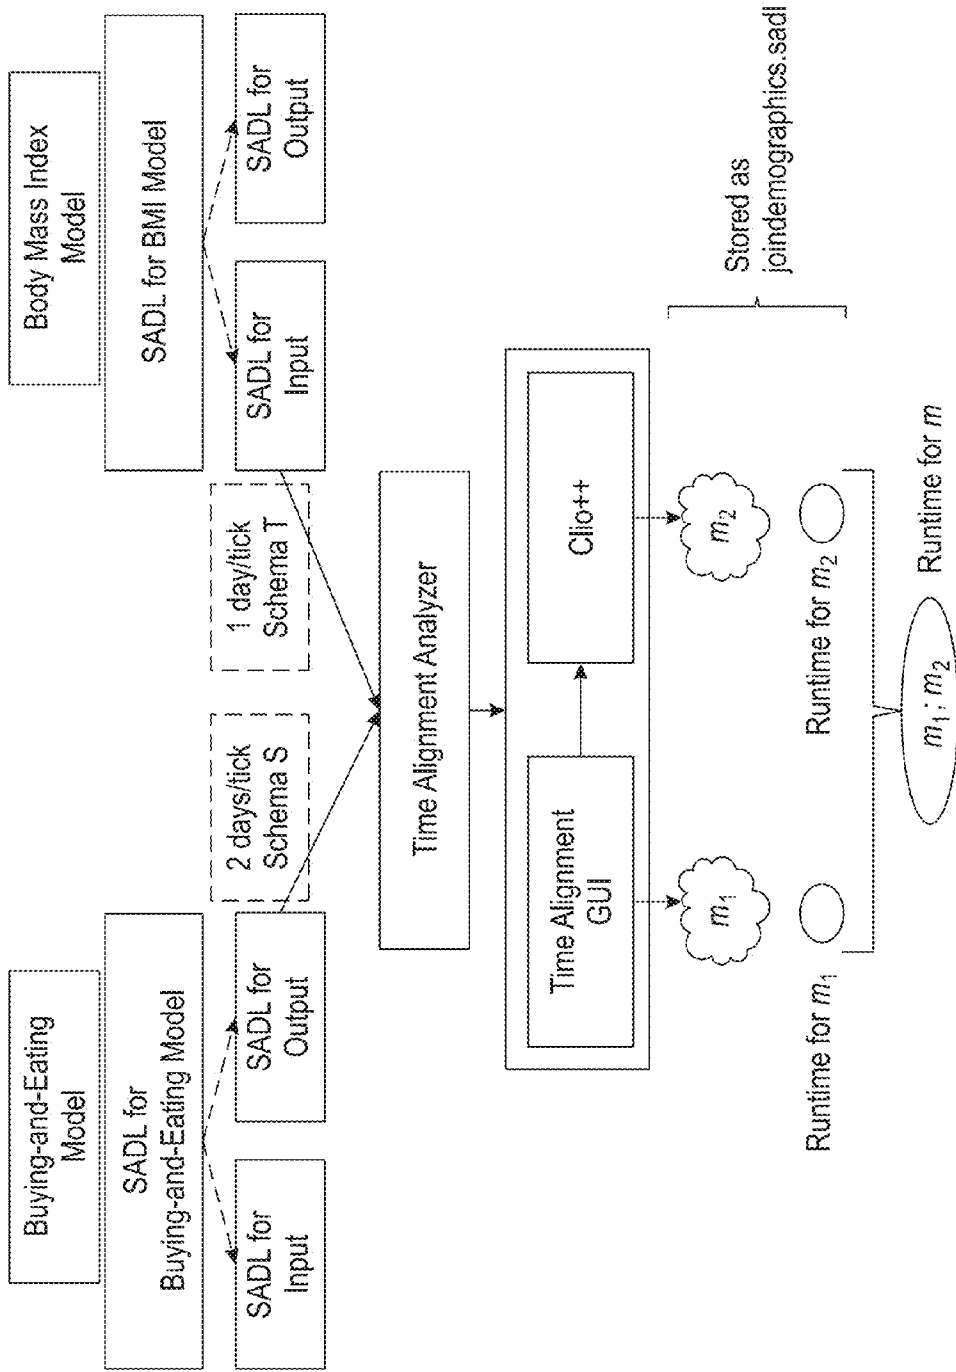 Buying-and-Eating
Model
SADL for
Buying-and-Eating Model
SADL for
Input
SADL for
Output
2 days/tick
Schema S
1 day/tick
Schema T
Body Mass Index
Model
SADL for BMI Model
SADL for
Input
SADL for
Output
Time Alignment Analyzer
Time Alignment
GUI
Clio++
m₁
m₂
Stored as
joindemographics.sadl
Runtime for m₁
Runtime for m₂
m₁; m₂
Runtime for m